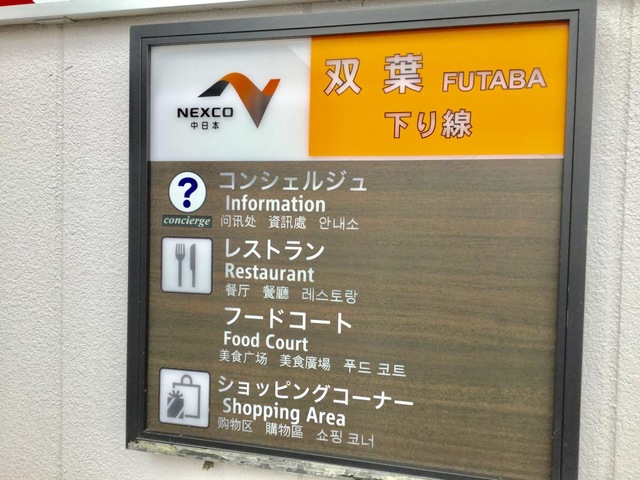 NEXCO
中日本
双葉 FUTABA
下り線
?
concierge
コンシェルジュ
Information
问讯处 資訊處 안내소
レストラン
Restaurant
餐厅 餐廳 레스토랑
フードコート
Food Court
美食广场 美食廣場 푸드 코트
ショッピングコーナー
Shopping Area
购物区 購物區 쇼핑 코너